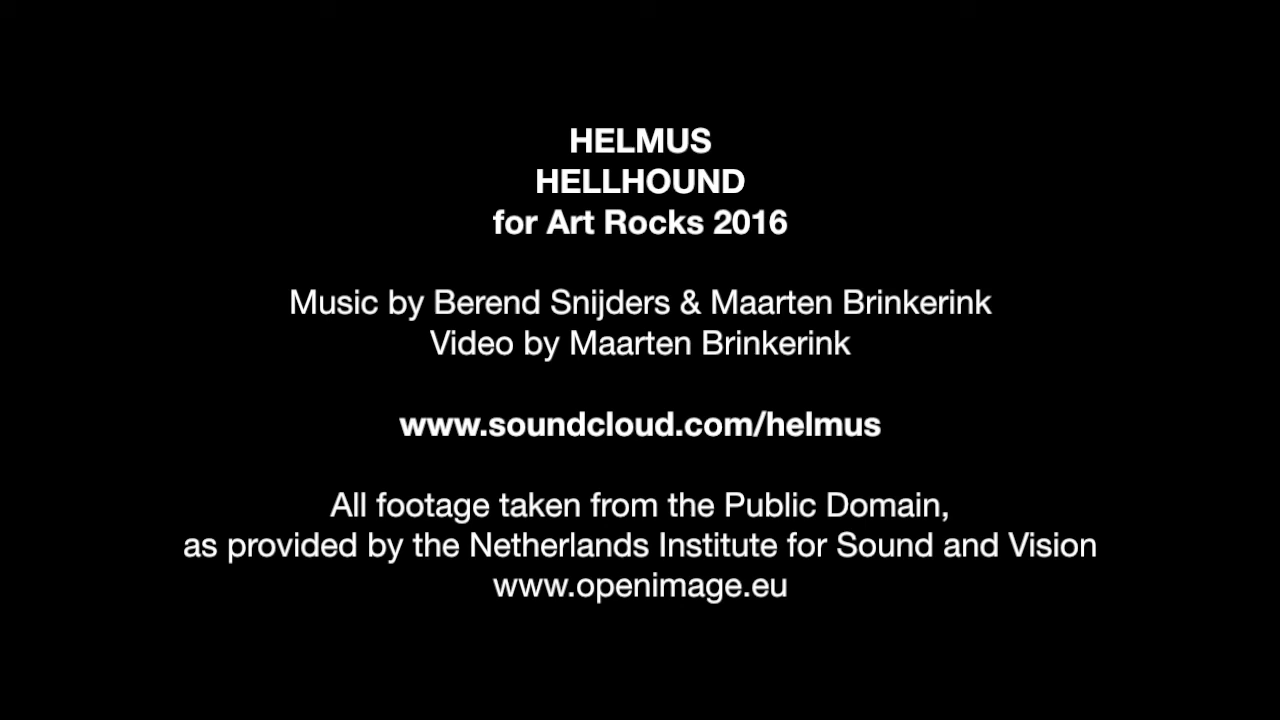 HELMUS
HELLHOUND
for Art Rocks 2016
Music by Berend Snijders & Maarten Brinkerink
Video by Maarten Brinkerink
www.soundcloud.com/helmus
All footage taken from the Public Domain,
as provided by the Netherlands Institute for Sound and Vision
www.openimage.eu